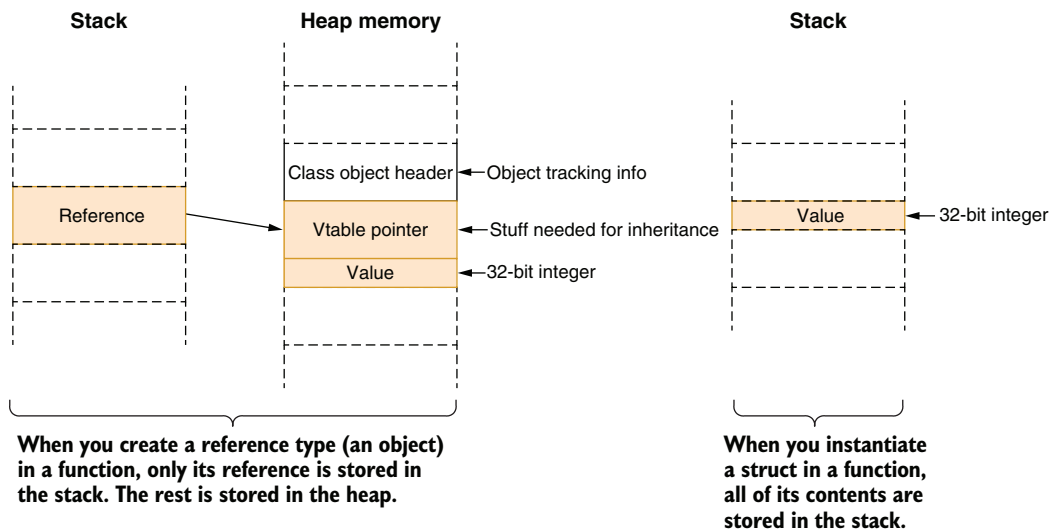 Stack
Heap memory
Stack
Class object header
Object tracking info
Reference
Vtable pointer
Stuff needed for inheritance
Value
32-bit integer
Value
32-bit integer
When you create a reference type (an object)
in a function, only its reference is stored in
the stack. The rest is stored in the heap.
When you instantiate
a struct in a function,
all of its contents are
stored in the stack.